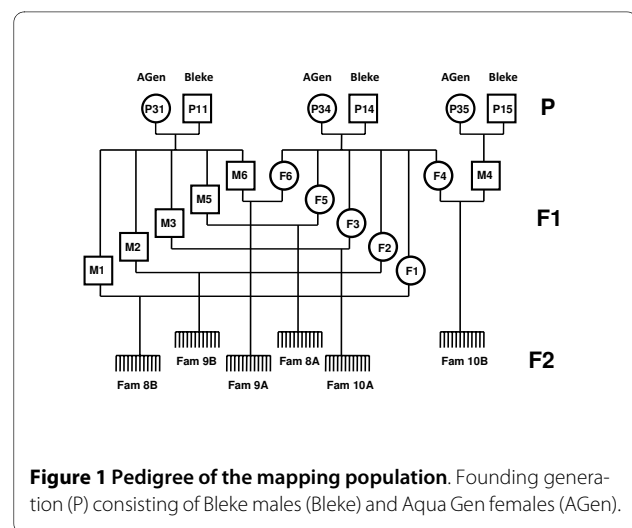 AGen Bleke AGen Bleke AGen Bleke
P31 P11 P34 P14 P35 P15 P
M6 F6 F4 M4
M5 F5
M3 F3 F1
M2 F2
M1 F1
Fam 9B Fam 8A Fam 10B
Fam 8B Fam 9A Fam 10A F2
Figure 1 Pedigree of the mapping population. Founding genera-
tion (P) consisting of Bleke males (Bleke) and Aqua Gen females (AGen).